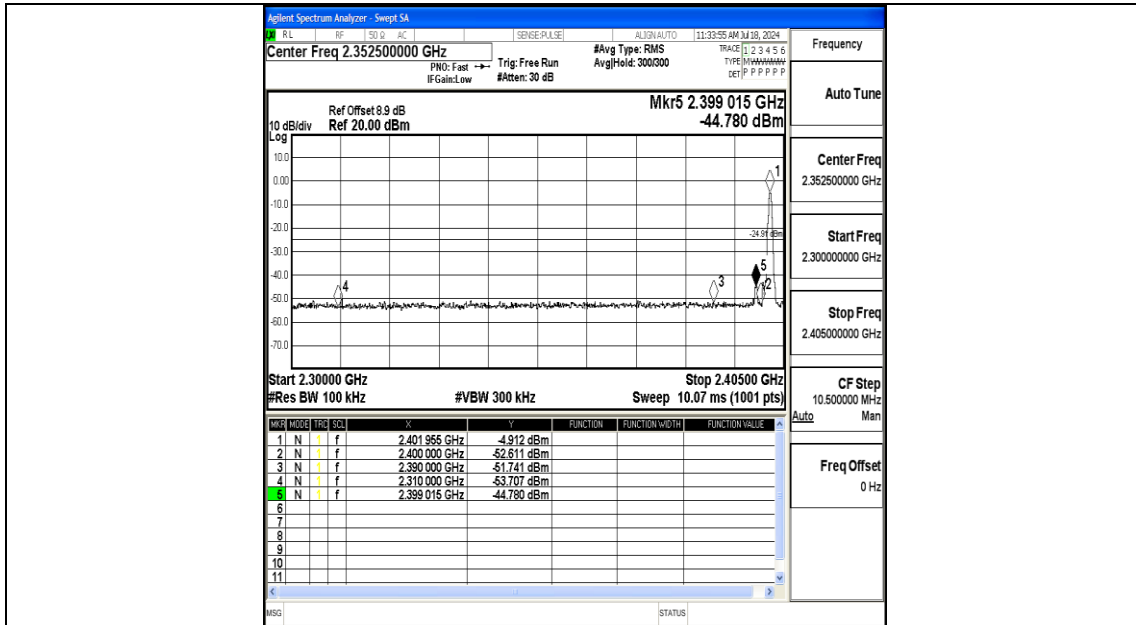 Agilent Spectrum Analyzer - Swept SA
RL RF 50 Ω AC SENSE:PULSE ALIGN AUTO 11:33:55 AM Jul 18, 2024
Center Freq 2.352500000 GHz #Avg Type: RMS TRACE 1 2 3 4 5 6
PNO: Fast Trig: Free Run Avg|Hold: 300/300 TYPE MWWWWW
IFGain:Low #Atten: 30 dB DET P P P P P P
Mkr5 2.399 015 GHz
-44.780 dBm
Ref Offset 8.9 dB
10 dB/div Ref 20.00 dBm
Log
10.0
0.00
-10.0
-20.0
-30.0
-40.0
-50.0
-60.0
-70.0
1
-24.91 dBm
5
3
2
4
Start 2.30000 GHz Stop 2.40500 GHz
#Res BW 100 kHz #VBW 300 kHz Sweep 10.07 ms (1001 pts)
MKR MODE TRC SCL X Y FUNCTION FUNCTION WIDTH FUNCTION VALUE
1 N 1 f 2.401 955 GHz -4.912 dBm
2 N 1 f 2.400 000 GHz -52.611 dBm
3 N 1 f 2.390 000 GHz -51.741 dBm
4 N 1 f 2.310 000 GHz -53.707 dBm
5 N 1 f 2.399 015 GHz -44.780 dBm
6
7
8
9
10
11
MSG STATUS
Frequency
Auto Tune
Center Freq
2.352500000 GHz
Start Freq
2.300000000 GHz
Stop Freq
2.405000000 GHz
CF Step
10.500000 MHz
Auto Man
Freq Offset
0 Hz